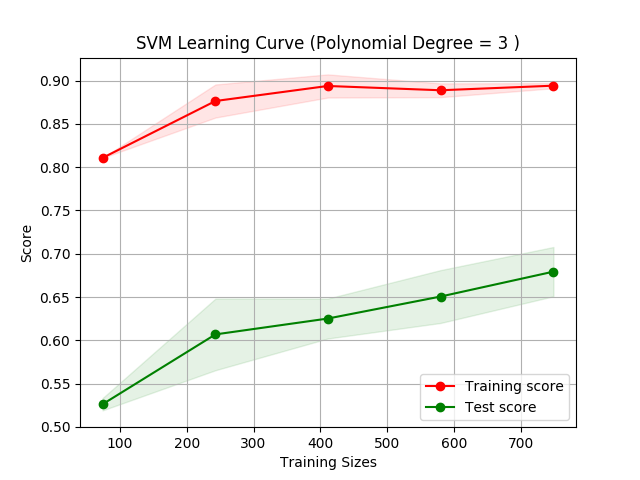 SVM Learning Curve (Polynomial Degree = 3 )
0.90
0.85
0.80
0.75
0.70
0.65
0.60
0.55
0.50
Score
Training score
Test score
100 200 300 400 500 600 700
Training Sizes